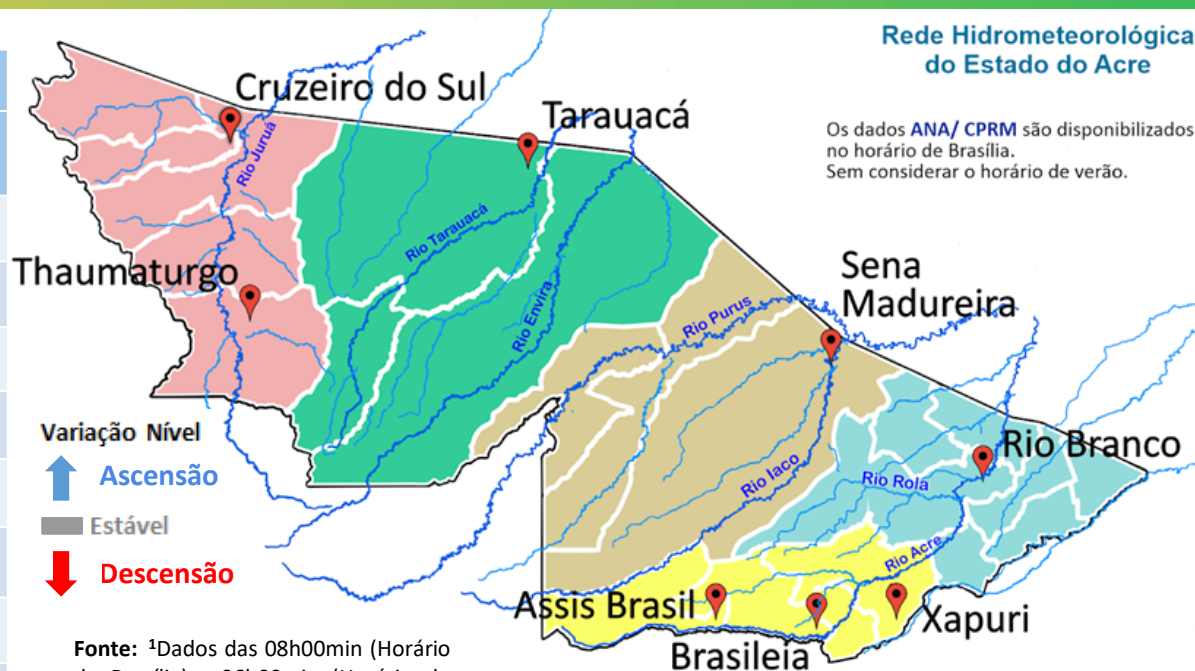 Rede Hidrometeorológica
do Estado do Acre
Os dados ANA/ CPRM são disponibilizados
no horário de Brasília.
Sem considerar o horário de verão.
Cruzeiro do Sul
Tarauacá
Rio Juruá
Rio Tarauacá
Thaumaturgo
Rio Envira
Sena
Madureira
Rio Purus
Rio Branco
Rio Iaco
Rio Rola
Rio Acre
Assis Brasil
Xapuri
Brasileia
Variação Nível
Ascensão
Estável
Descensão
Fonte: ¹Dados das 08h00min (Horário